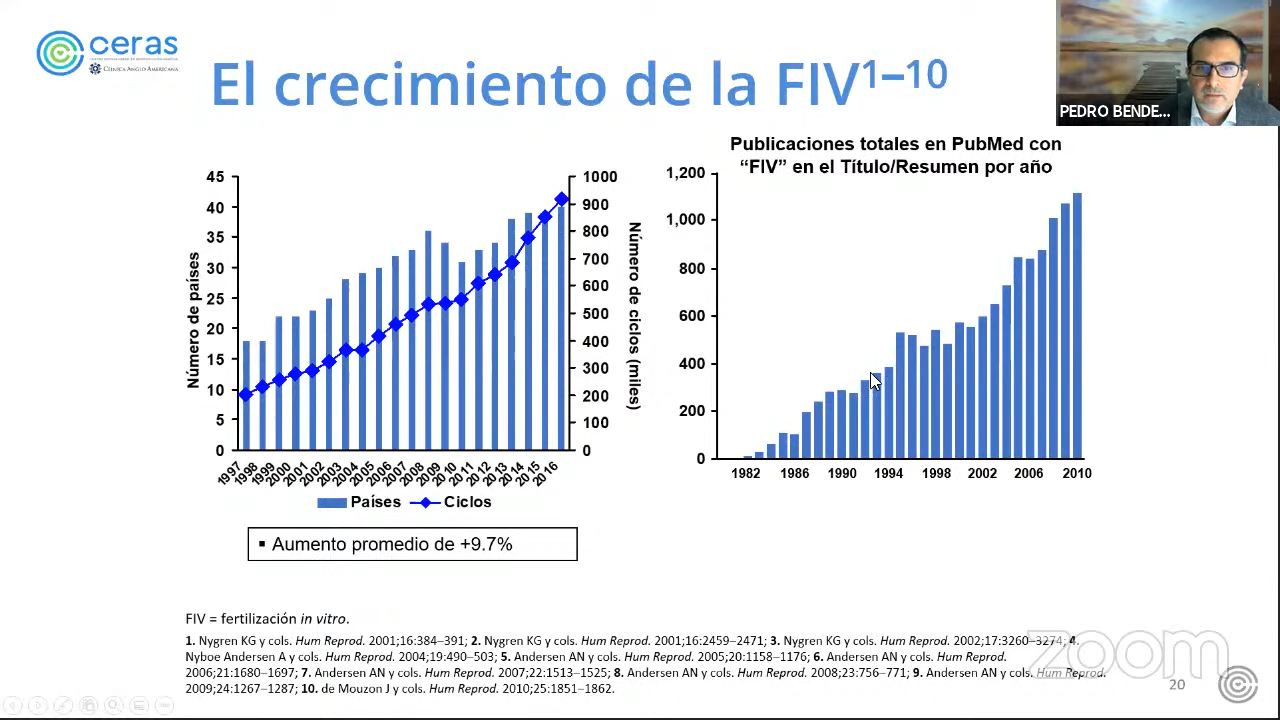 ceras
CLINICA ANGLO AMERICANA
El crecimiento de la FIV1–10
PEDRO BENDE...
Número de países
45
40
35
30
25
20
15
10
5
0
1000
900
800
700
600
500
400
300
200
100
0
Número de ciclos (miles)
1997
1998
1999
2000
2001
2002
2003
2004
2005
2006
2007
2008
2009
2010
2011
2012
2013
2014
2015
2016
Países
Ciclos
▪ Aumento promedio de +9.7%
Publicaciones totales en PubMed con
“FIV” en el Título/Resumen por año
1,200
1,000
800
600
400
200
0
1982 1986 1990 1994 1998 2002 2006 2010
FIV = fertilización in vitro.
1. Nygren KG y cols. Hum Reprod. 2001;16:384–391; 2. Nygren KG y cols. Hum Reprod. 2001;16:2459–2471; 3. Nygren KG y cols. Hum Reprod. 2002;17:3260–3274; 4.
Nyboe Andersen A y cols. Hum Reprod. 2004;19:490–503; 5. Andersen AN y cols. Hum Reprod. 2005;20:1158–1176; 6. Andersen AN y cols. Hum Reprod.
2006;21:1680–1697; 7. Andersen AN y cols. Hum Reprod. 2007;22:1513–1525; 8. Andersen AN y cols. Hum Reprod. 2008;23:756–771; 9. Andersen AN y cols. Hum Reprod.
2009;24:1267–1287; 10. de Mouzon J y cols. Hum Reprod. 2010;25:1851–1862.
zoom
20